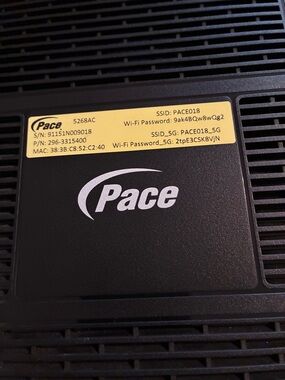 Pace 5268AC
S/N: 91151N009018
P/N: 296-3315400
MAC: 38:3B:C8:52:C2:40
SSID: PACE018
Wi-Fi Password: 9ak4BQw8wQg2
SSID_5G: PACE018_5G
Wi-Fi Password_5G: 2tpE3CSKBVjN
Pace